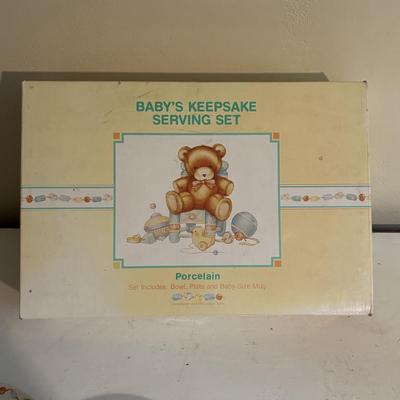 BABY'S KEEPSAKE
SERVING SET
Porcelain
Set Includes: Bowl, Plate and Baby-Size Mug